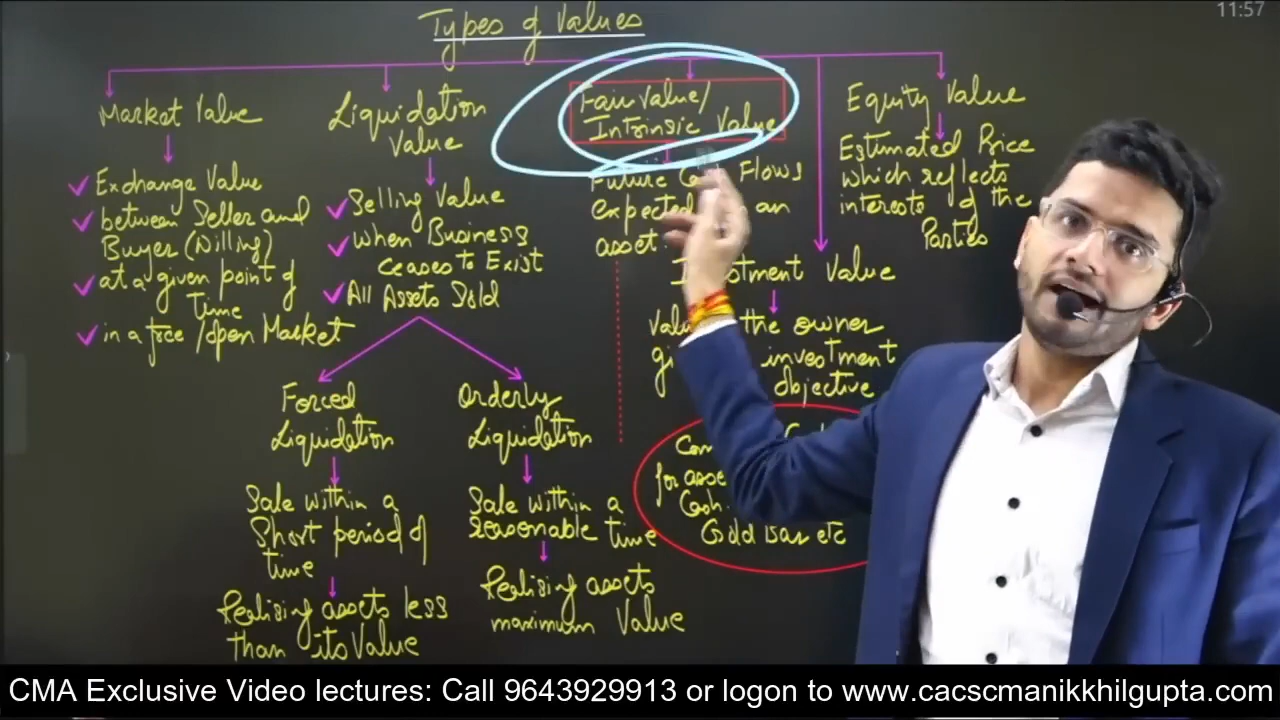 11:57
Types of Values
Market Value
Exchange Value
between Seller and
Buyer (Willing)
at a given point of
Time
in a free /open Market
Liquidation
Value
Selling Value
When Business
ceases to Exist
All Assets Sold
Forced
Liquidation
Sale within a
Short period of
time
Realising assets less
than its Value
Orderly
Liquidation
Sale within a
reasonable time
Realising assets
maximum Value
Fair Value/
Intrinsic Value
Future Flows
expected an
asset.
Investment Value
the owner
investment
objective
for
Cash
Gold Bar etc
Equity Value
Estimated Price
which reflects
interests of the
Parties
CMA Exclusive Video lectures: Call 9643929913 or logon to www.cacscmanikkhilgupta.com